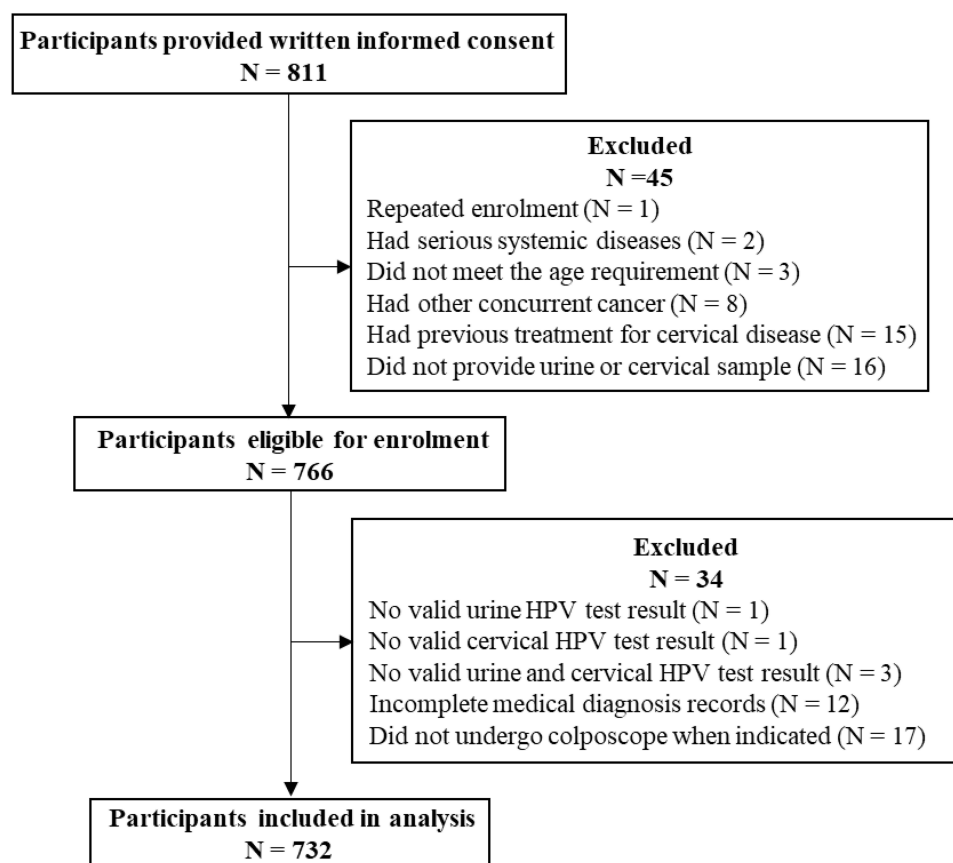 Participants provided written informed consent
N = 811
Excluded
N =45
Repeated enrolment (N = 1)
Had serious systemic diseases (N = 2)
Did not meet the age requirement (N = 3)
Had other concurrent cancer (N = 8)
Had previous treatment for cervical disease (N = 15)
Did not provide urine or cervical sample (N = 16)
Participants eligible for enrolment
N = 766
Excluded
N = 34
No valid urine HPV test result (N = 1)
No valid cervical HPV test result (N = 1)
No valid urine and cervical HPV test result (N = 3)
Incomplete medical diagnosis records (N = 12)
Did not undergo colposcope when indicated (N = 17)
Participants included in analysis
N = 732